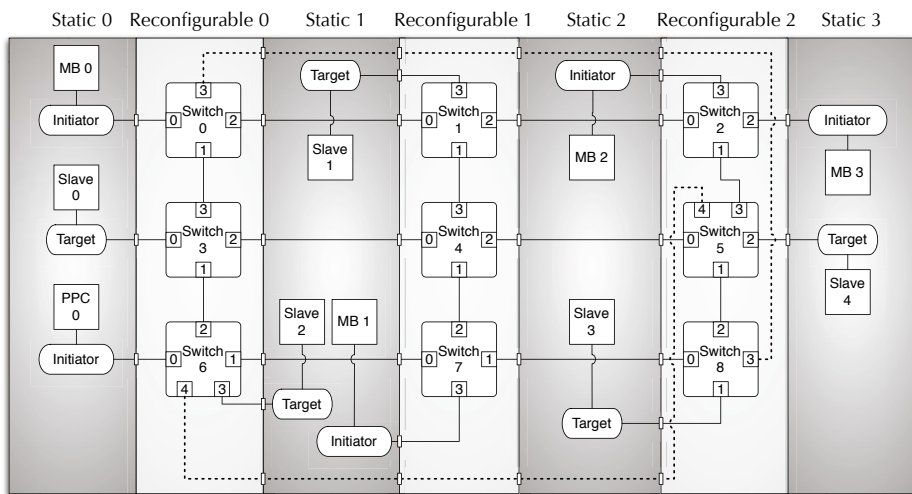 Static 0 Reconfigurable 0 Static 1 Reconfigurable 1 Static 2 Reconfigurable 2 Static 3
MB 0
Initiator
Slave
0
Target
PPC
0
Initiator
3
0 Switch 2
0
1
3
0 Switch 2
3
1
2
0 Switch 1
6
4 3
Target
Slave
1
Slave
2
MB 1
Target
Initiator
3
0 Switch 2
1
1
3
0 Switch 2
4
1
2
0 Switch 1
7
3
Initiator
MB 2
Slave
3
Target
3
0 Switch 2
2
1
4 3
0 Switch 2
5
1
2
0 Switch 3
8
1
Initiator
MB 3
Target
Slave
4